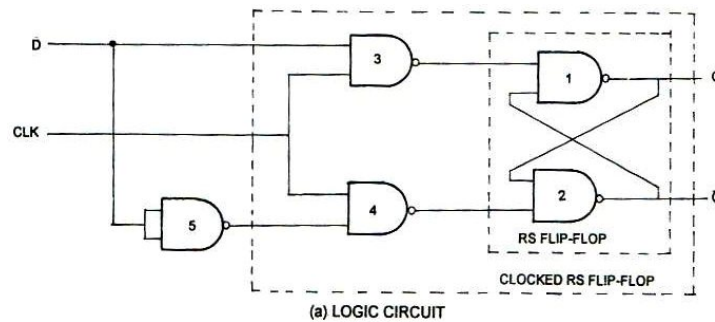 D
3
1
CLK
5
4
2
RS FLIP-FLOP
CLOCKED RS FLIP-FLOP
(a) LOGIC CIRCUIT